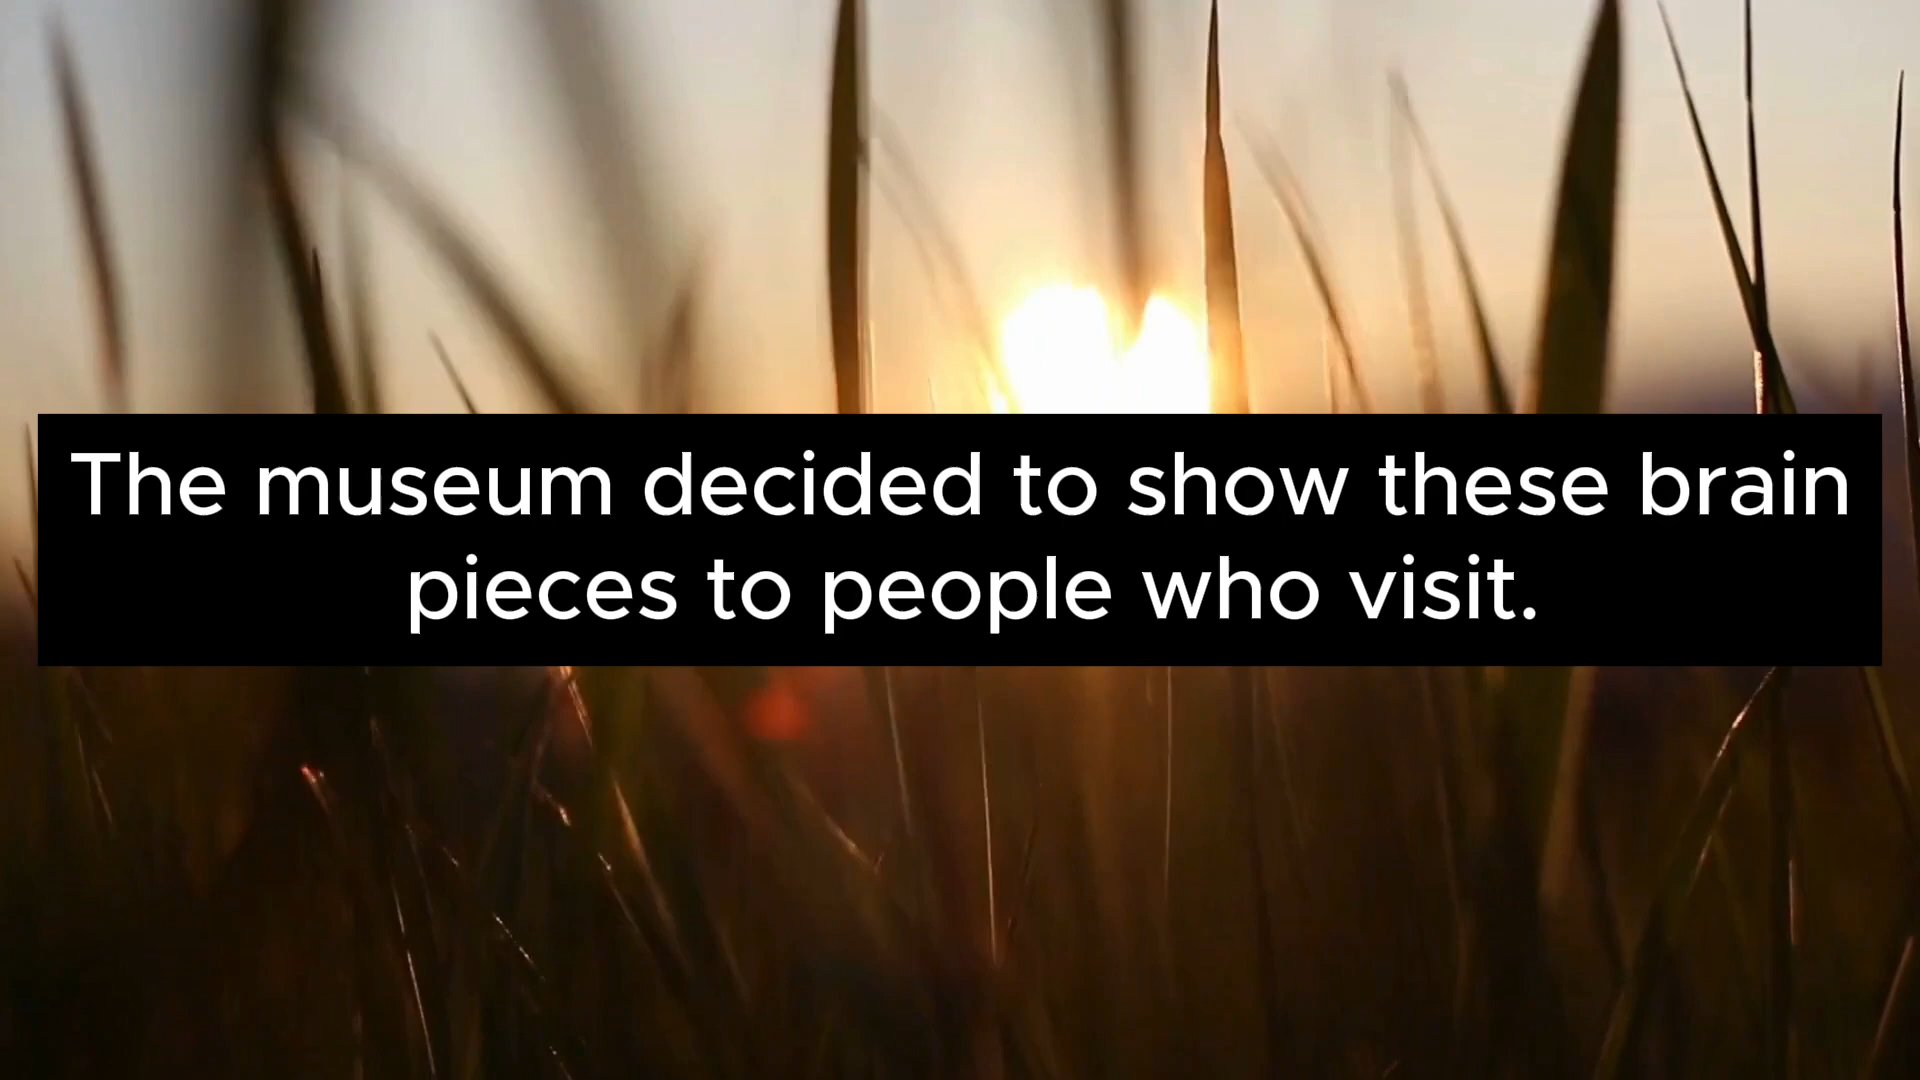 The museum decided to show these brain
pieces to people who visit.